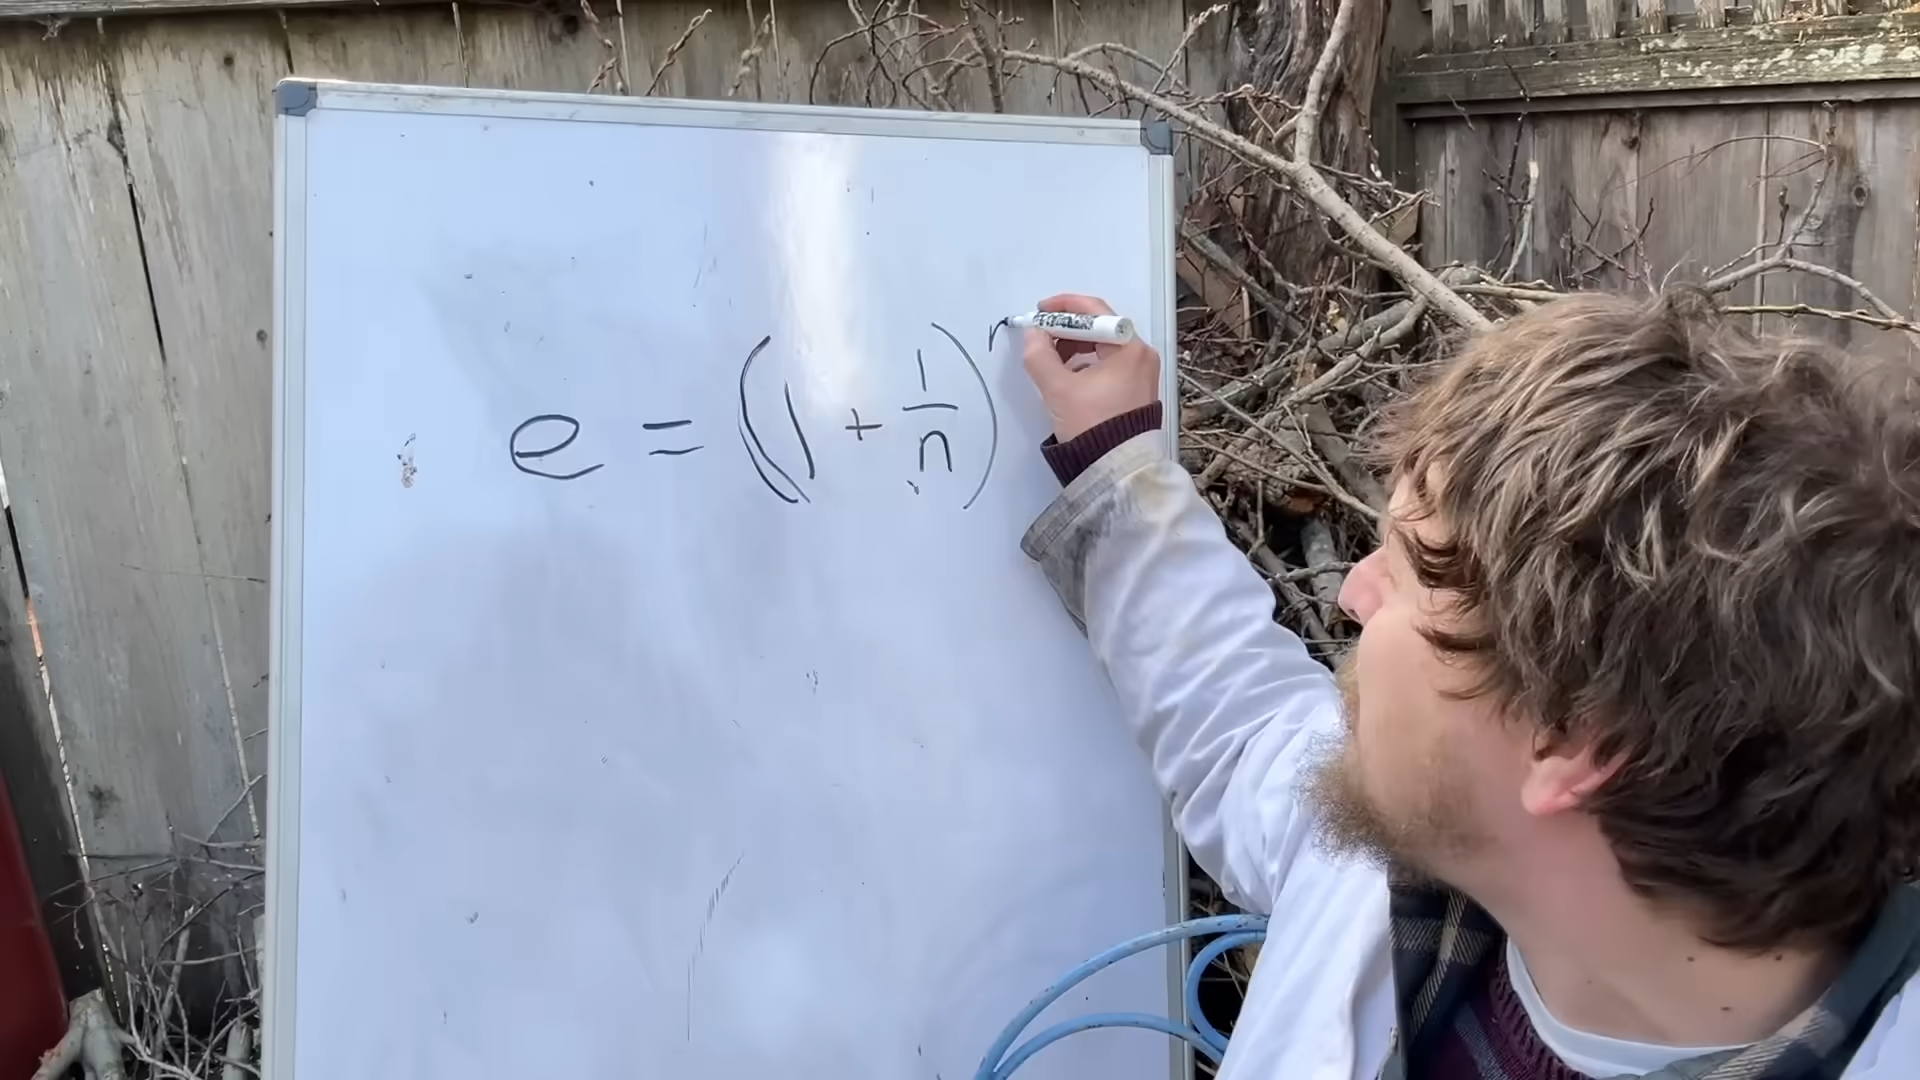 e = (1 + 1/n)^n